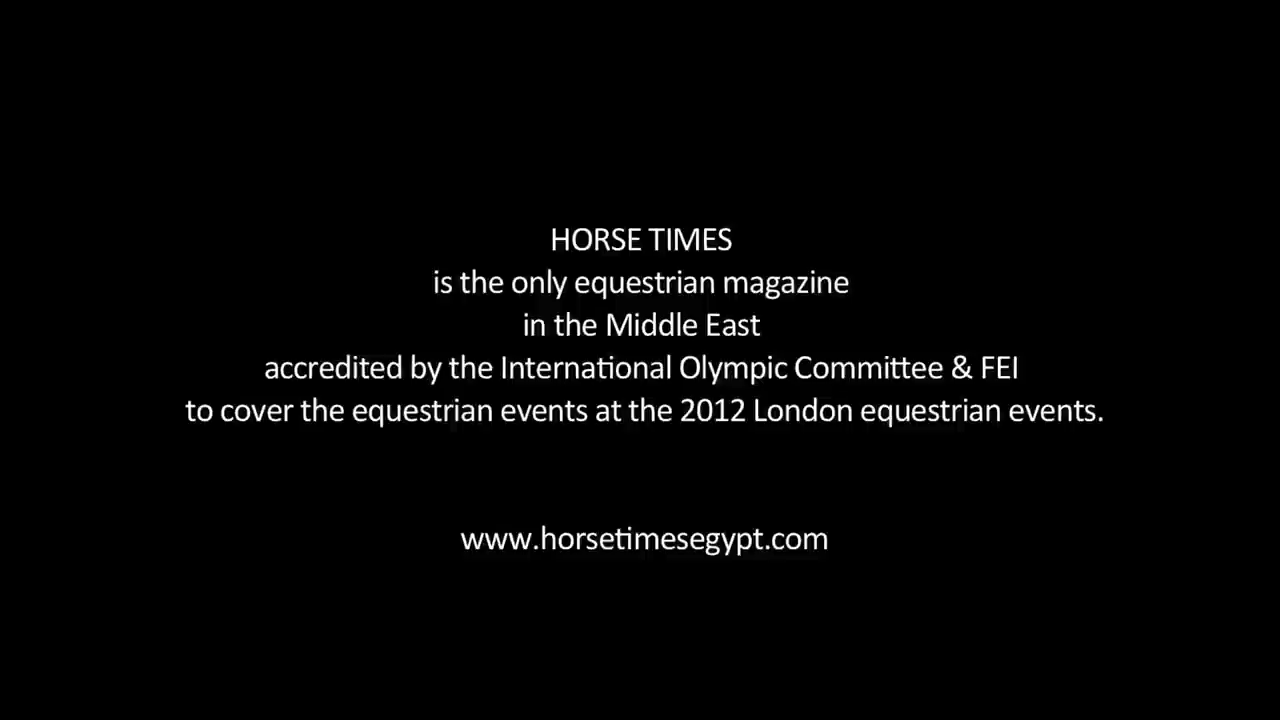 HORSE TIMES
is the only equestrian magazine
in the Middle East
accredited by the International Olympic Committee & FEI
to cover the equestrian events at the 2012 London equestrian events.
www.horsetimesegypt.com